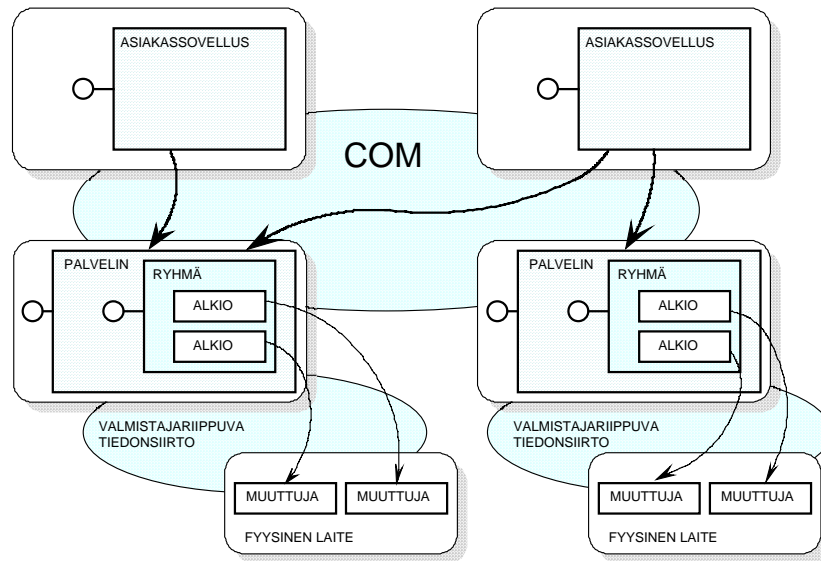 ASIAKASSOVELLUS
ASIAKASSOVELLUS
COM
PALVELIN
RYHMÄ
ALKIO
ALKIO
PALVELIN
RYHMÄ
ALKIO
ALKIO
VALMISTAJARIIPPUVA
TIEDONSIIRTO
VALMISTAJARIIPPUVA
TIEDONSIIRTO
MUUTTUJA
MUUTTUJA
FYYSINEN LAITE
MUUTTUJA
MUUTTUJA
FYYSINEN LAITE